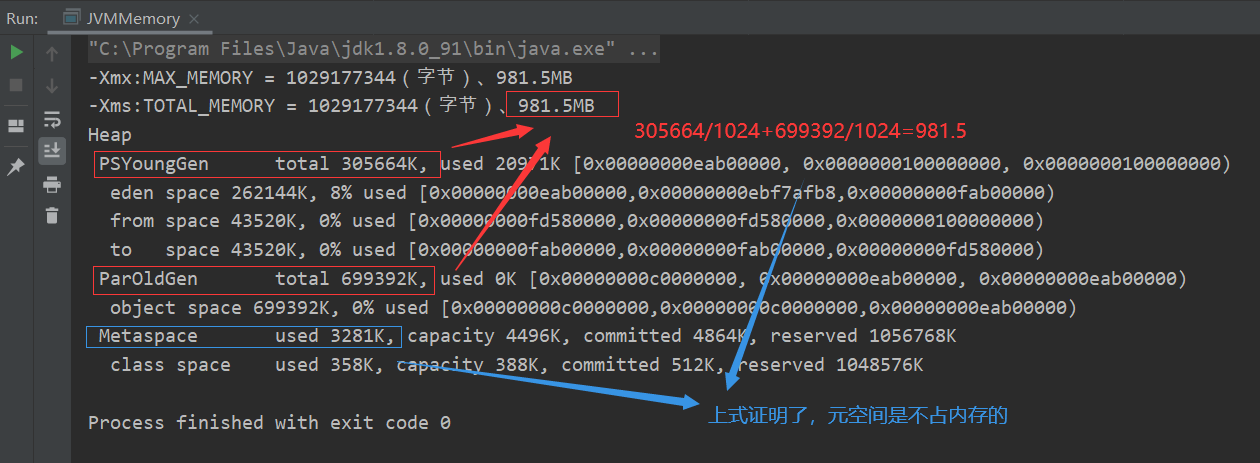 Run: JVMMemory
"C:\Program Files\Java\jdk1.8.0_91\bin\java.exe" ...
-Xmx:MAX_MEMORY = 1029177344（字节）、981.5MB
-Xms:TOTAL_MEMORY = 1029177344（字节）、981.5MB
305664/1024+699392/1024=981.5
Heap
PSYoungGen total 305664K, used 20971K [0x00000000eab00000, 0x0000000100000000, 0x0000000100000000)
eden space 262144K, 8% used [0x00000000eab00000,0x00000000ebf7afb8,0x00000000fab00000)
from space 43520K, 0% used [0x00000000fd580000,0x00000000fd580000,0x0000000100000000)
to space 43520K, 0% used [0x00000000fab00000,0x00000000fab00000,0x00000000fd580000)
ParOldGen total 699392K, used 0K [0x00000000c0000000, 0x00000000eab00000, 0x00000000eab00000)
object space 699392K, 0% used [0x00000000c0000000,0x00000000c0000000,0x00000000eab00000)
Metaspace used 3281K, capacity 4496K, committed 4864K, reserved 1056768K
class space used 358K, capacity 388K, committed 512K, reserved 1048576K
上式证明了，元空间是不占内存的
Process finished with exit code 0